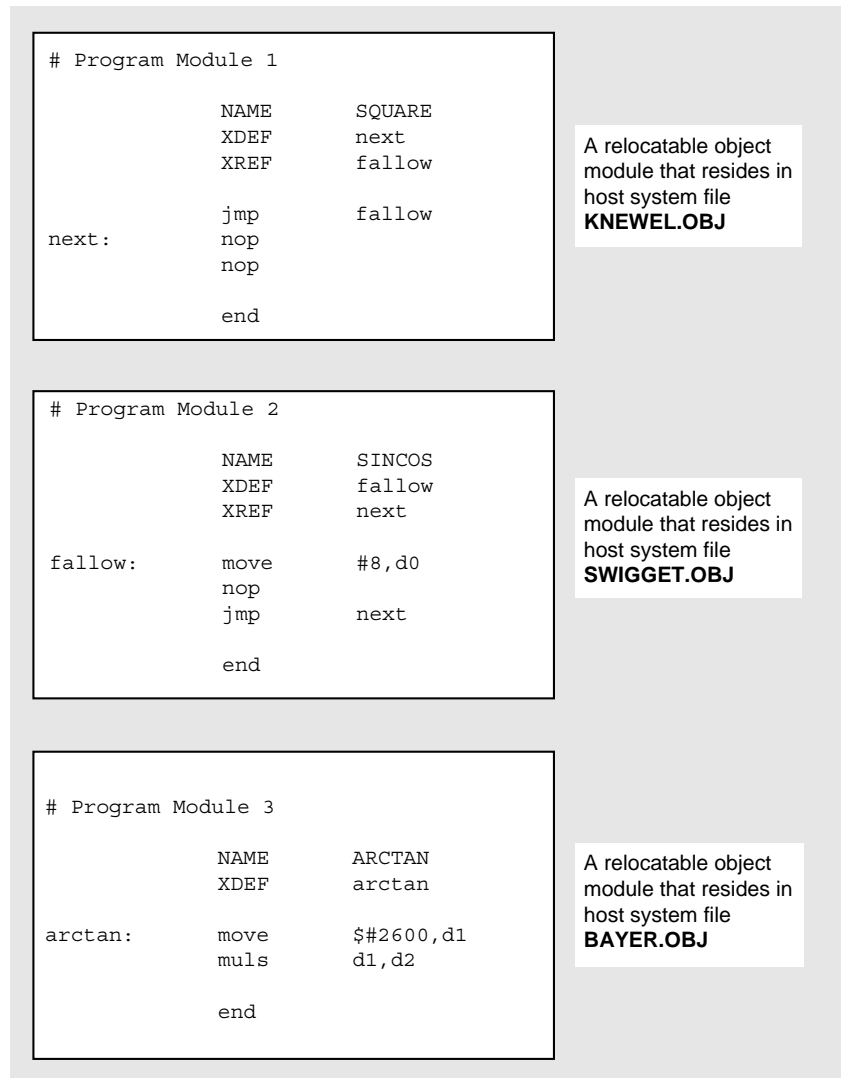 # Program Module 1
NAME SQUARE
XDEF next
XREF fallow
jmp fallow
next: nop
nop
end
A relocatable object
module that resides in
host system file
KNEWEL.OBJ
# Program Module 2
NAME SINCOS
XDEF fallow
XREF next
fallow: move #8,d0
nop
jmp next
end
A relocatable object
module that resides in
host system file
SWIGGET.OBJ
# Program Module 3
NAME ARCTAN
XDEF arctan
arctan: move $#2600,d1
muls d1,d2
end
A relocatable object
module that resides in
host system file
BAYER.OBJ